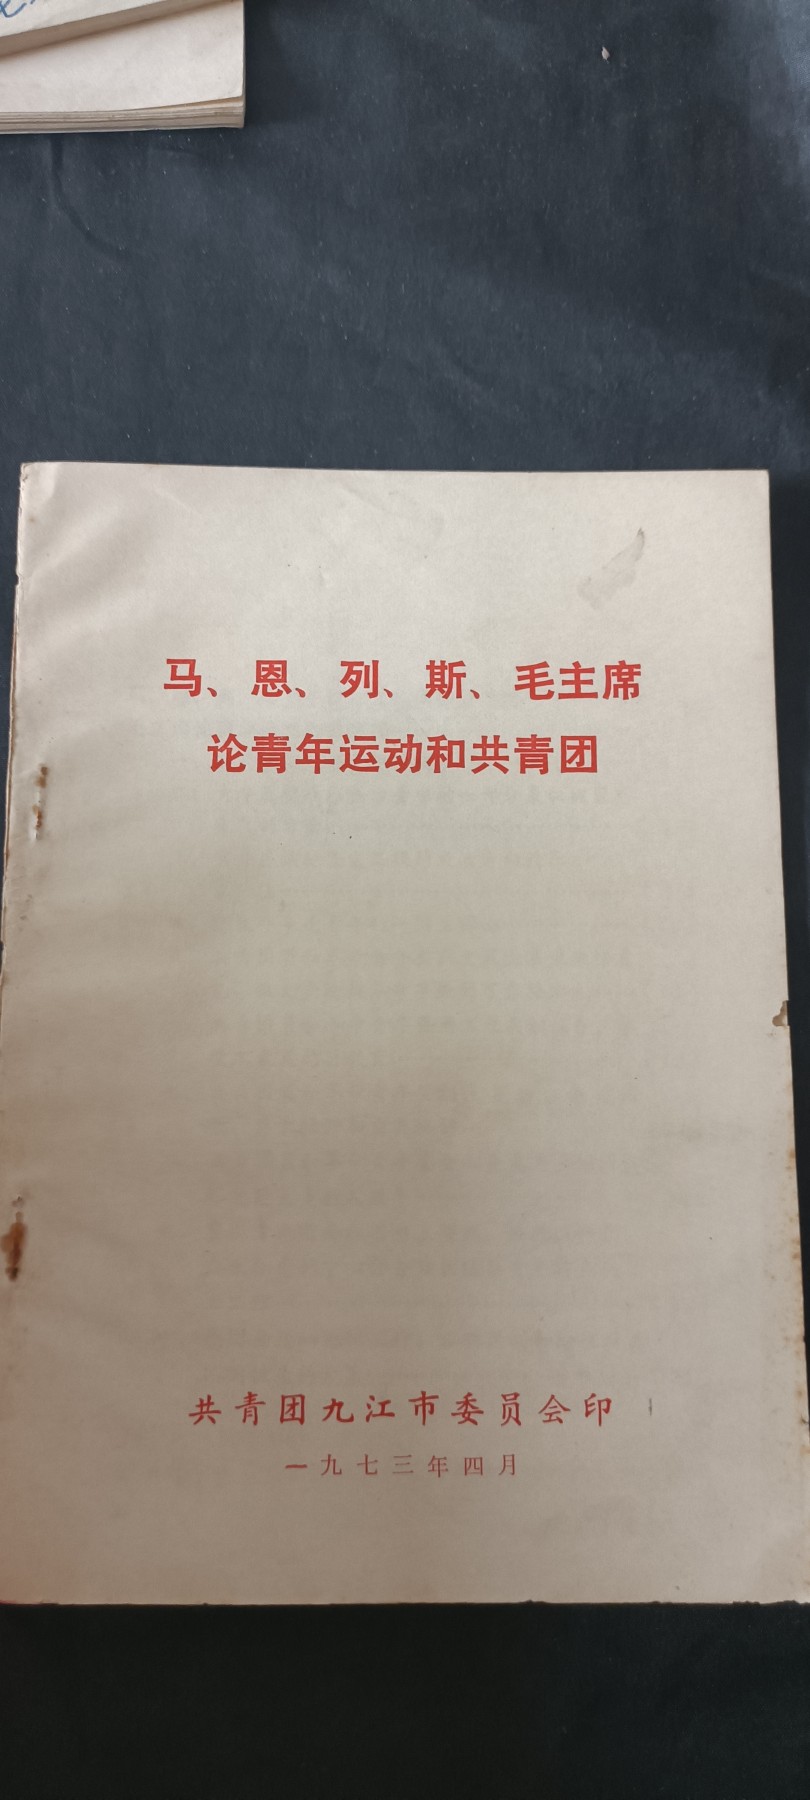 马、恩、列、斯、毛主席
论青年运动和共青团
共青团九江市委员会印
一九七三年四月